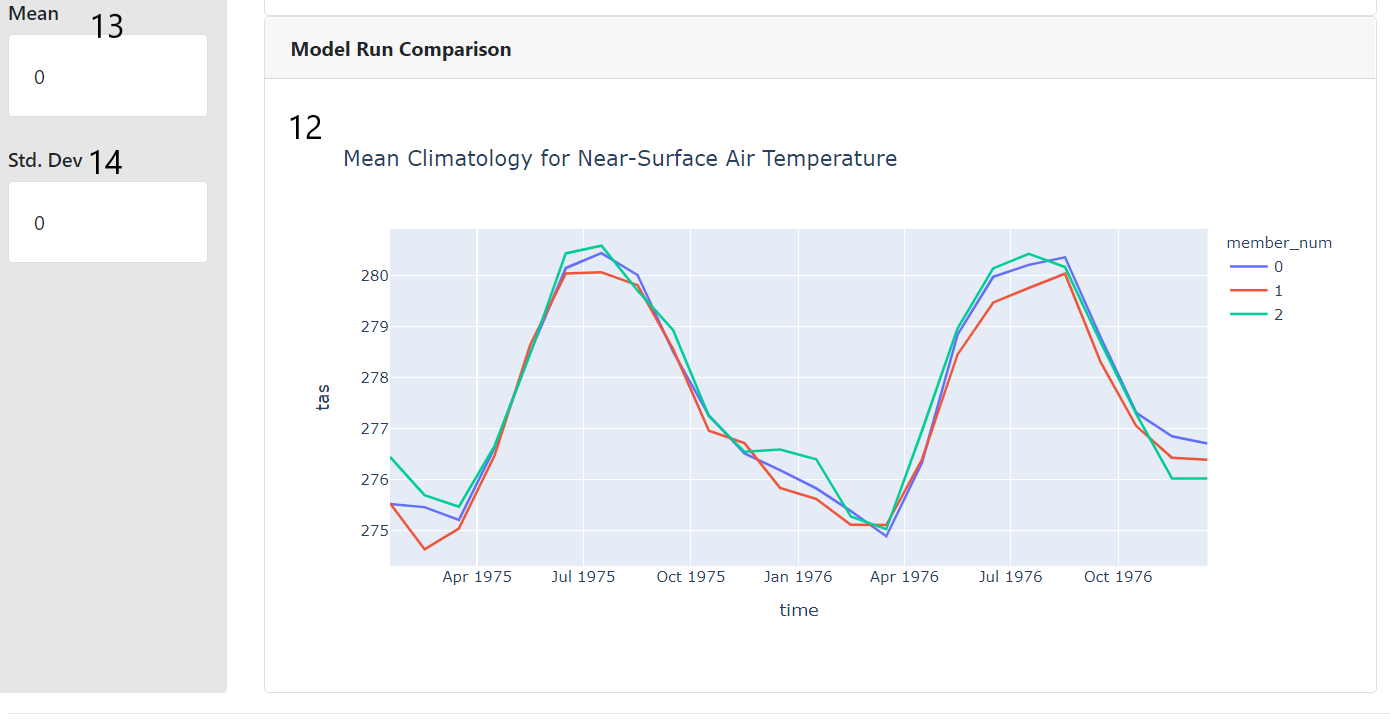 Mean 13
0
Std. Dev 14
0
Model Run Comparison
12
Mean Climatology for Near-Surface Air Temperature
tas
280
279
278
277
276
275
Apr 1975 Jul 1975 Oct 1975 Jan 1976 Apr 1976 Jul 1976 Oct 1976
time
member_num
0
1
2